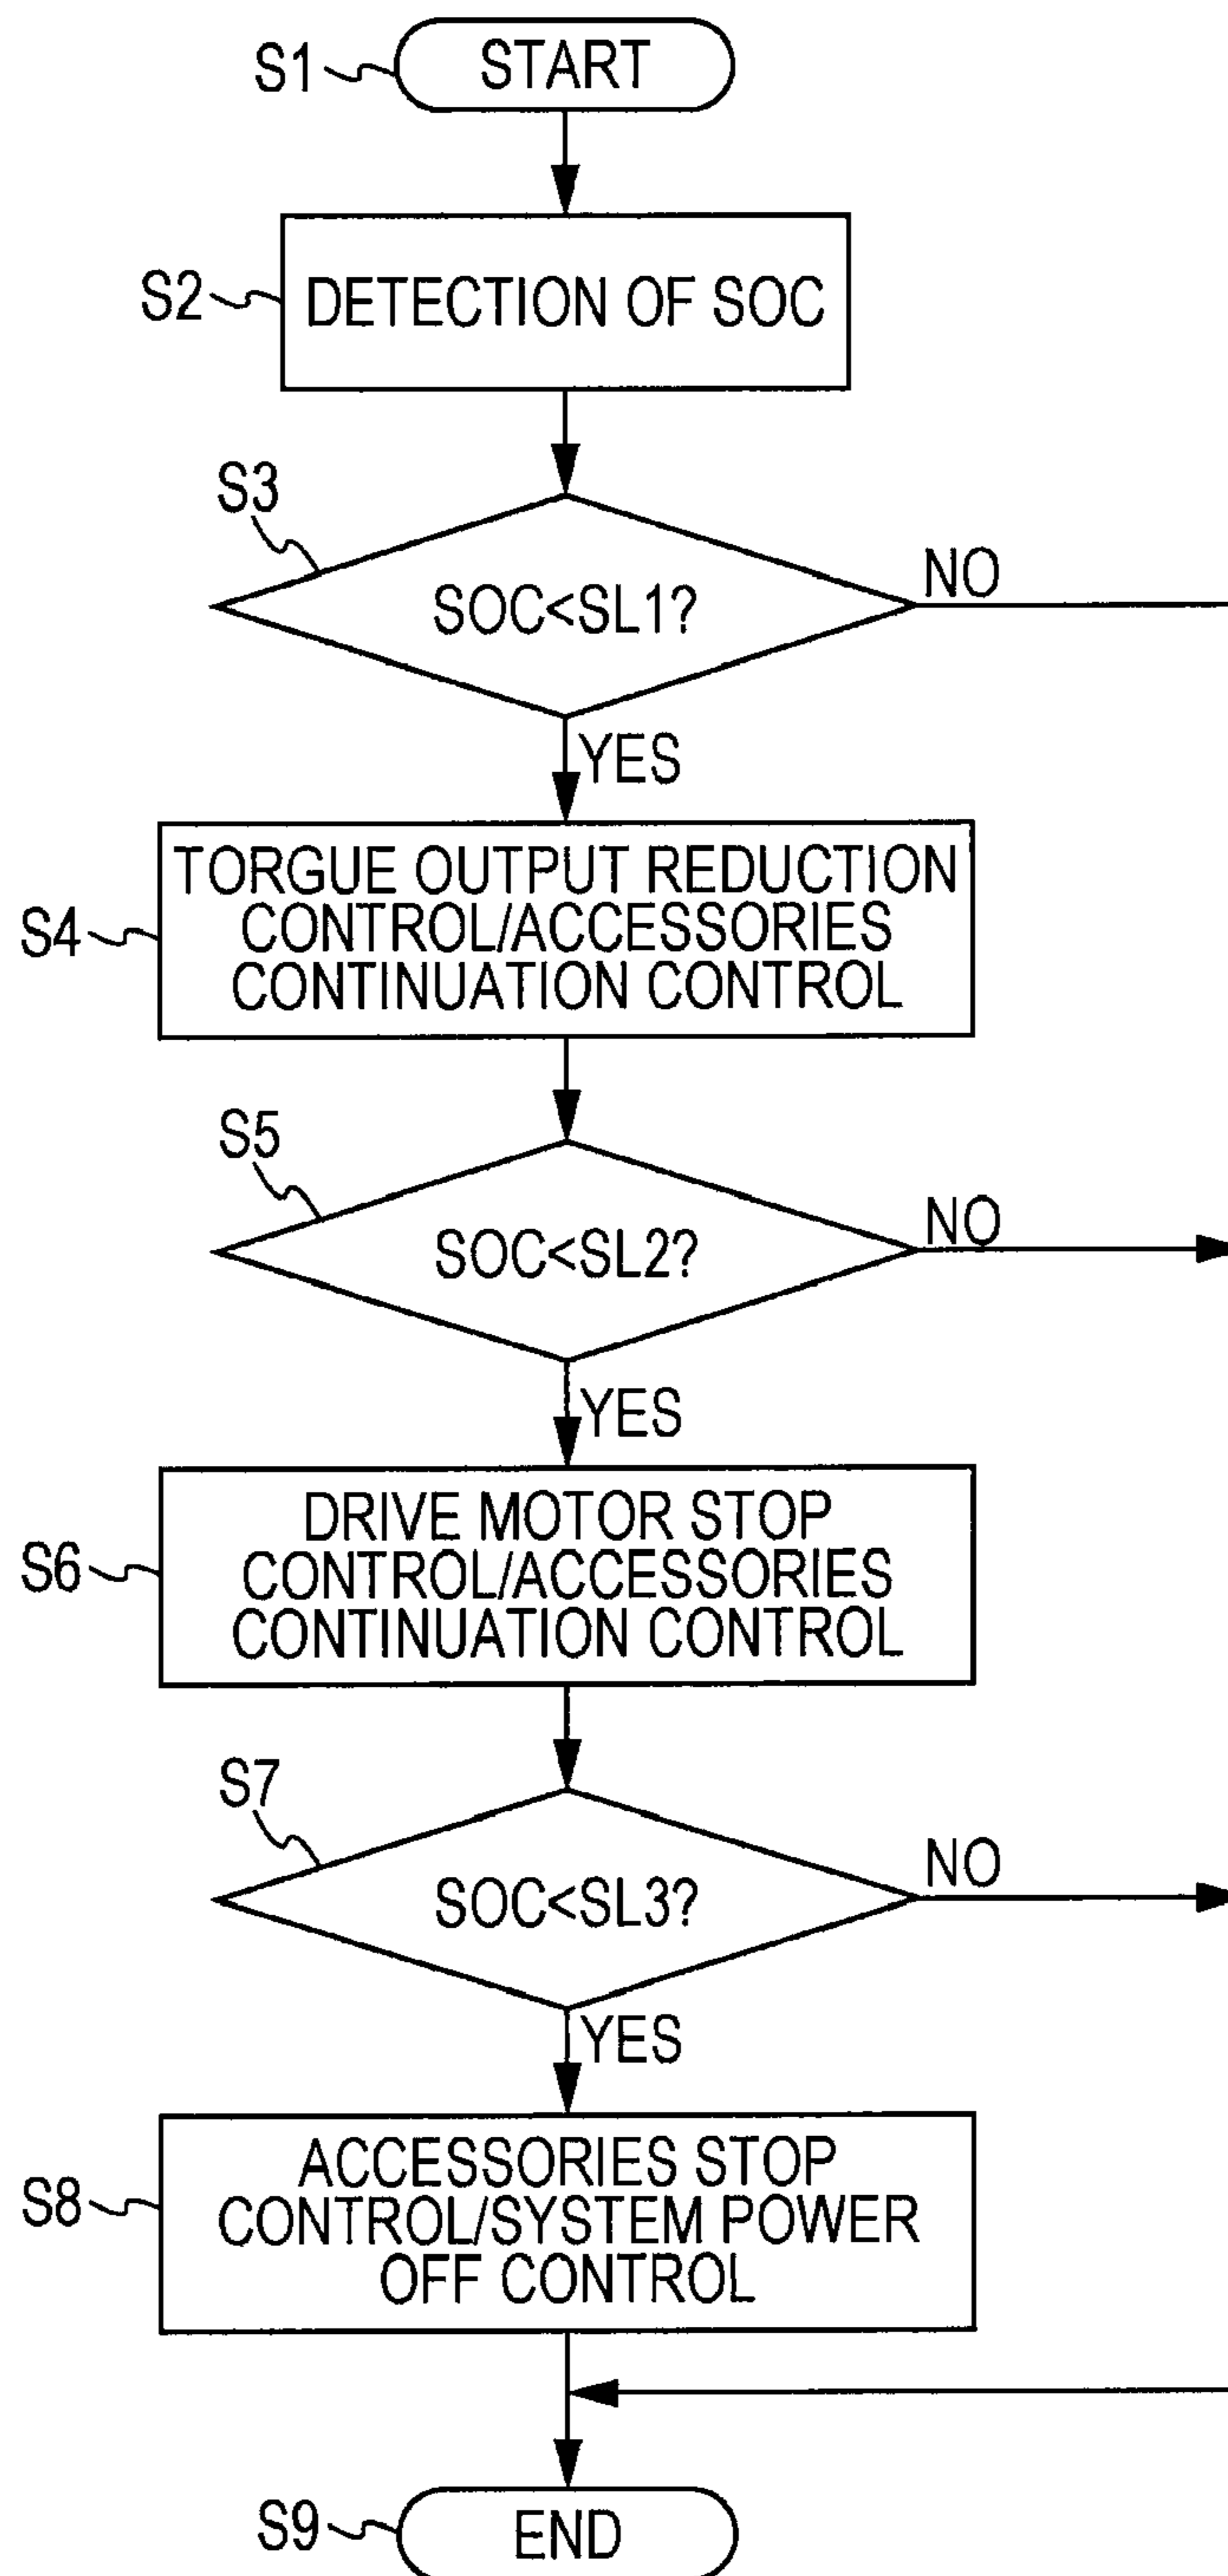 S1
START
S2
DETECTION OF SOC
S3
SOC<SL1?
NO
YES
S4
TORGUE OUTPUT REDUCTION
CONTROL/ACCESSORIES
CONTINUATION CONTROL
S5
SOC<SL2?
NO
YES
S6
DRIVE MOTOR STOP
CONTROL/ACCESSORIES
CONTINUATION CONTROL
S7
SOC<SL3?
NO
YES
S8
ACCESSORIES STOP
CONTROL/SYSTEM POWER
OFF CONTROL
S9
END